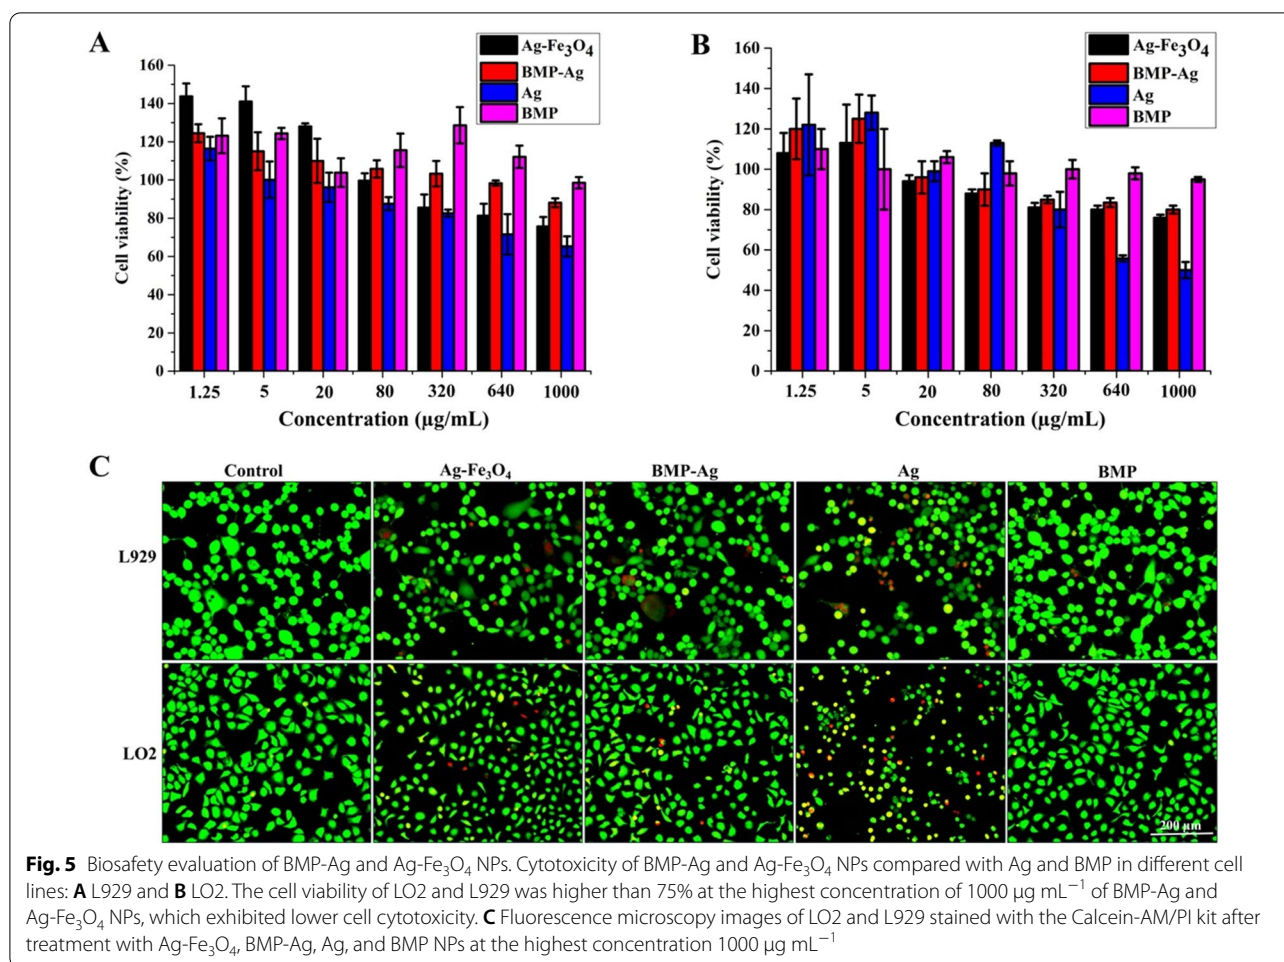 A
Ag-Fe₃O₄
BMP-Ag
Ag
BMP
160
140
120
100
80
60
40
20
0
Cell viability (%)
1.25 5 20 80 320 640 1000
Concentration (µg/mL)
B
Ag-Fe₃O₄
BMP-Ag
Ag
BMP
160
140
120
100
80
60
40
20
0
Cell viability (%)
1.25 5 20 80 320 640 1000
Concentration (µg/mL)
C
Control Ag-Fe₃O₄ BMP-Ag Ag BMP
L929
LO2
200 µm
Fig. 5 Biosafety evaluation of BMP-Ag and Ag-Fe₃O₄ NPs. Cytotoxicity of BMP-Ag and Ag-Fe₃O₄ NPs compared with Ag and BMP in different cell
lines: A L929 and B LO2. The cell viability of LO2 and L929 was higher than 75% at the highest concentration of 1000 µg mL⁻¹ of BMP-Ag and
Ag-Fe₃O₄ NPs, which exhibited lower cell cytotoxicity. C Fluorescence microscopy images of LO2 and L929 stained with the Calcein-AM/PI kit after
treatment with Ag-Fe₃O₄, BMP-Ag, Ag, and BMP NPs at the highest concentration 1000 µg mL⁻¹